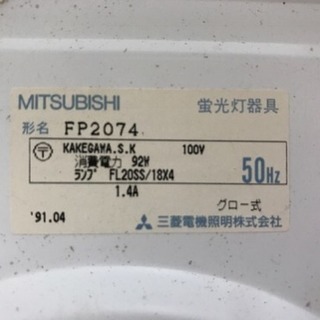 MITSUBISHI 蛍光灯器具
形名 FP2074
〒 KAKEGAWA.S.K 100V
消費電力 92W
ランプ FL20SS/18X4 50Hz
1.4A
グロー式
'91.04 三菱電機照明株式会社